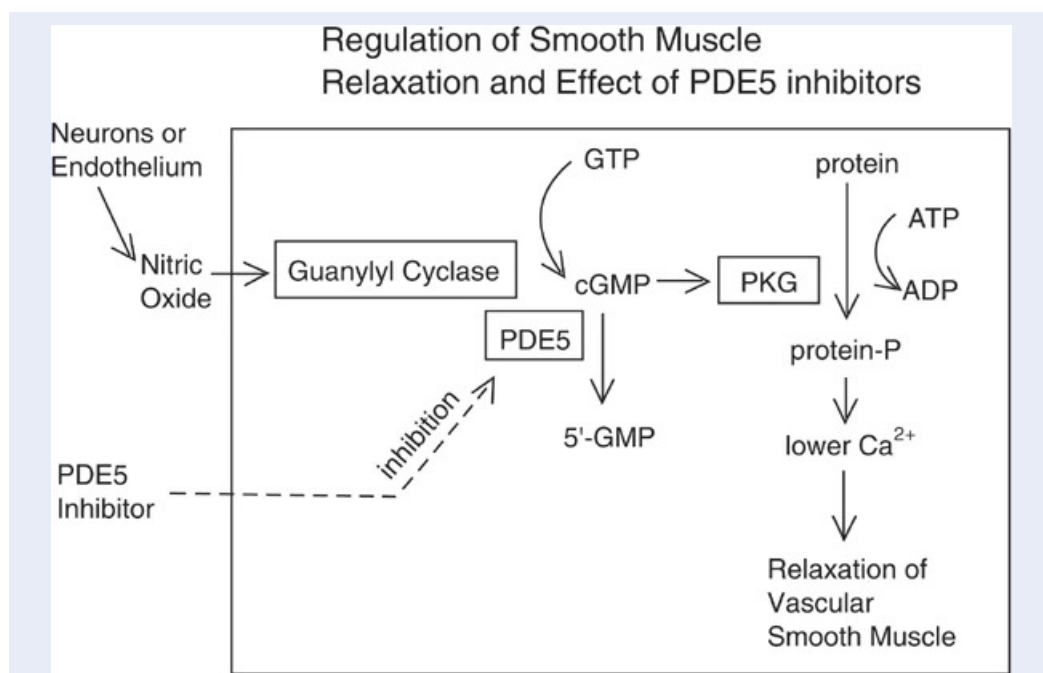 Regulation of Smooth Muscle
Relaxation and Effect of PDE5 inhibitors
Neurons or
Endothelium
Nitric
Oxide
Guanylyl Cyclase
GTP
cGMP
PDE5
5'-GMP
PKG
protein
ATP
ADP
protein-P
lower Ca²⁺
Relaxation of
Vascular
Smooth Muscle
PDE5
Inhibitor
inhibition